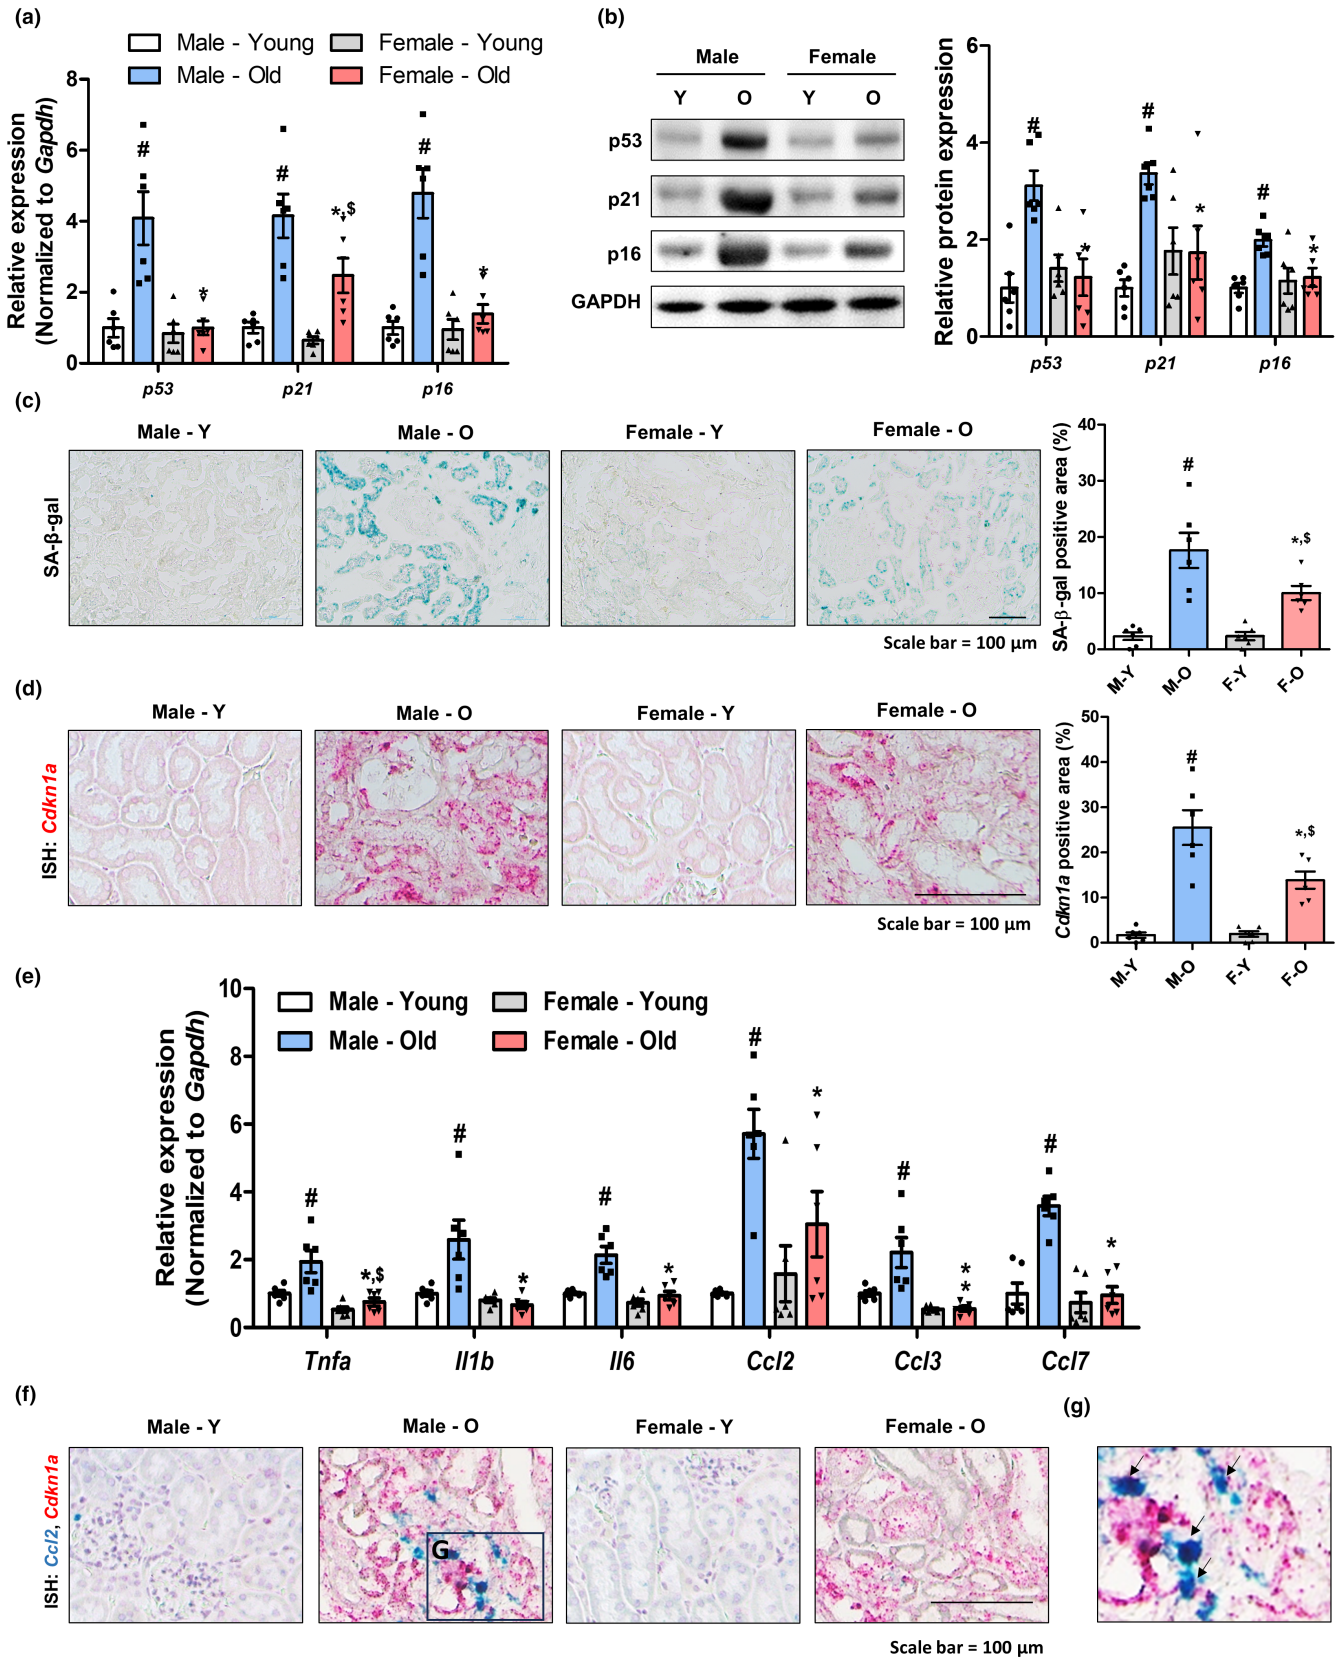 (a)
Male - Young
Female - Young
Male - Old
Female - Old
Relative expression
(Normalized to Gapdh)
8
6
4
2
0
#
#
#
*
*,$
*
p53
p21
p16
(b)
Male
Female
Y
O
Y
O
p53
p21
p16
GAPDH
Relative protein expression
6
4
2
0
#
#
#
*
*
*
p53
p21
p16
(c)
Male - Y
Male - O
Female - Y
Female - O
SA-β-gal
Scale bar = 100 μm
SA-β-gal positive area (%)
40
30
20
10
0
#
*,$
M-Y
M-O
F-Y
F-O
(d)
Male - Y
Male - O
Female - Y
Female - O
ISH: Cdkn1a
Scale bar = 100 μm
Cdkn1a positive area (%)
50
40
30
20
10
0
#
*,$
M-Y
M-O
F-Y
F-O
(e)
Male - Young
Female - Young
Male - Old
Female - Old
Relative expression
(Normalized to Gapdh)
10
8
6
4
2
0
#
*,$
#
*
#
*
#
*
#
*
*
#
*
Tnfa
Il1b
Il6
Ccl2
Ccl3
Ccl7
(f)
Male - Y
Male - O
Female - Y
Female - O
ISH: Ccl2, Cdkn1a
G
Scale bar = 100 μm
(g)